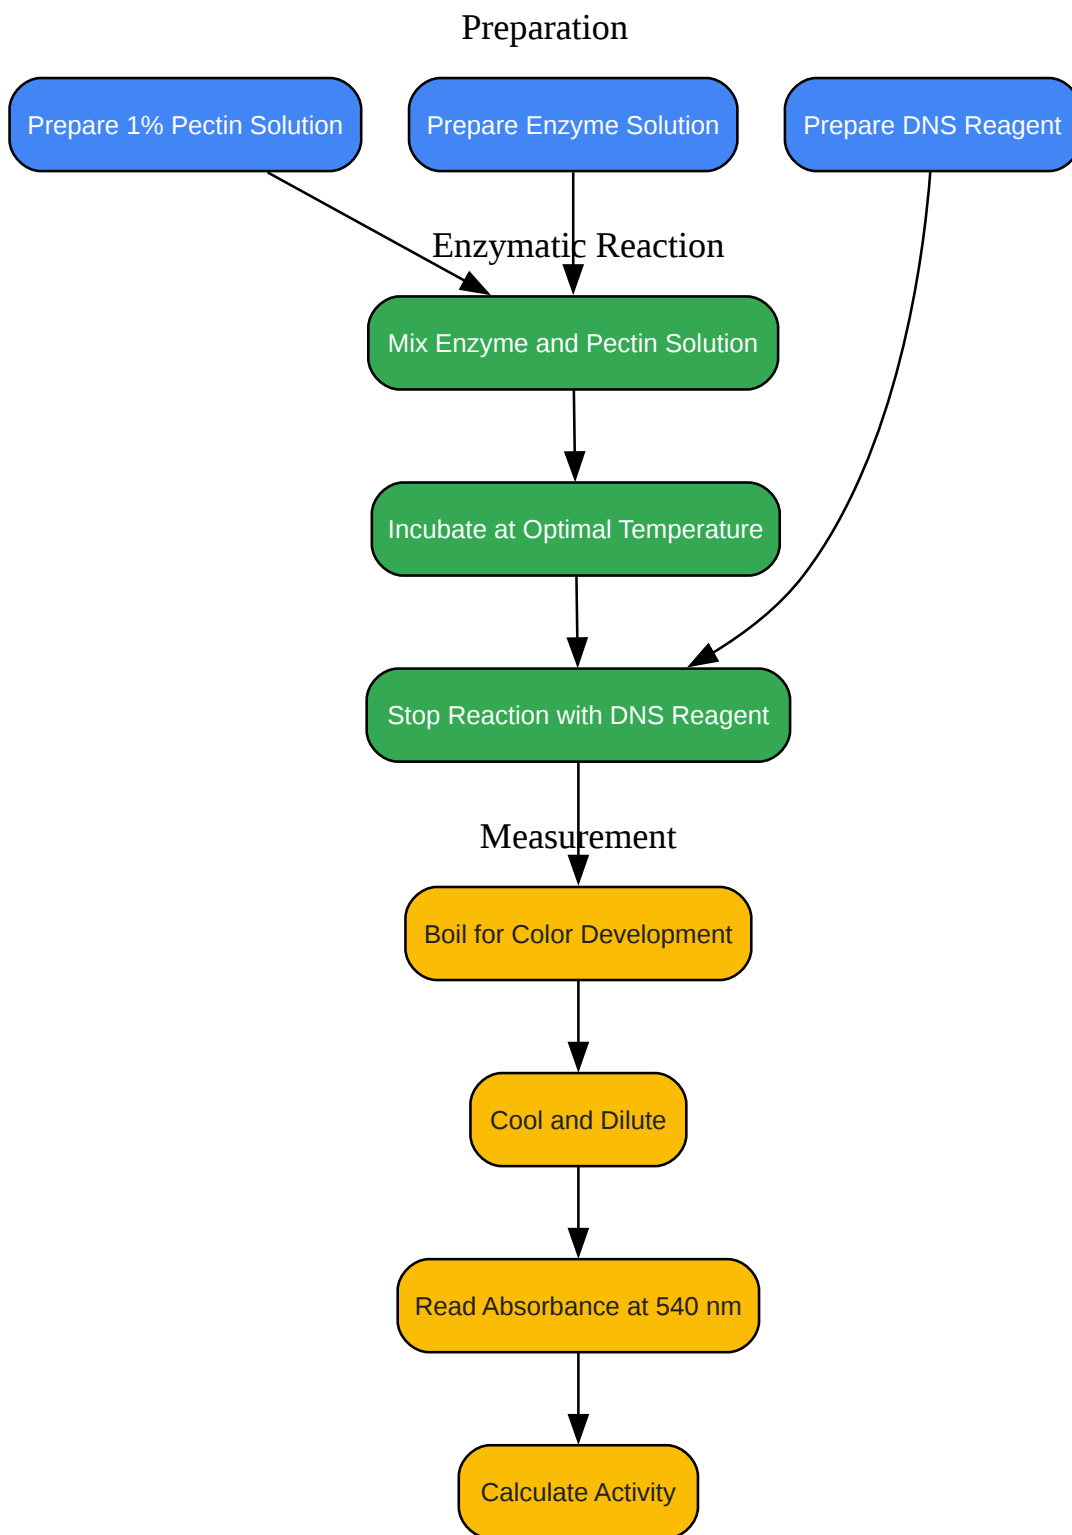 Preparation
Prepare 1% Pectin Solution
Prepare Enzyme Solution
Prepare DNS Reagent
Enzymatic Reaction
Mix Enzyme and Pectin Solution
Incubate at Optimal Temperature
Stop Reaction with DNS Reagent
Measurement
Boil for Color Development
Cool and Dilute
Read Absorbance at 540 nm
Calculate Activity